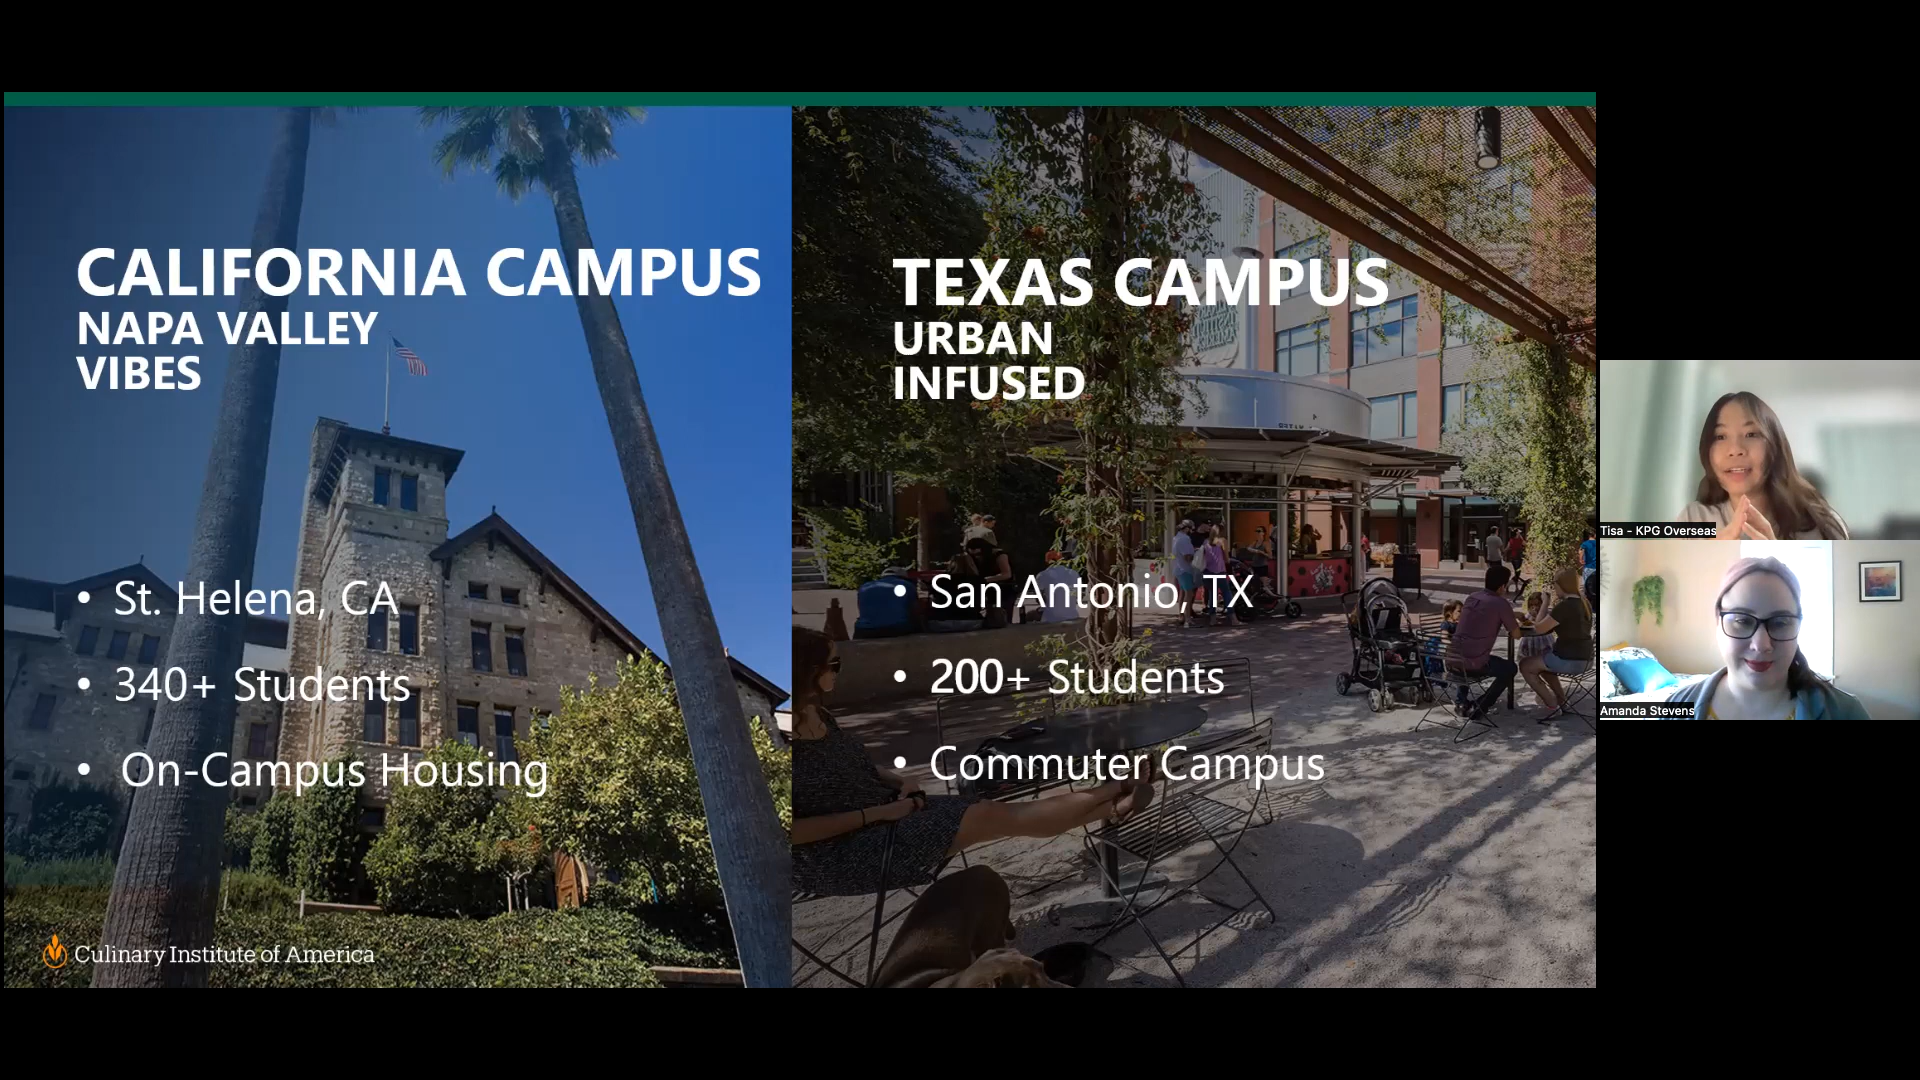 CALIFORNIA CAMPUS
NAPA VALLEY
VIBES
• St. Helena, CA
• 340+ Students
• On-Campus Housing
Culinary Institute of America
TEXAS CAMPUS
URBAN
INFUSED
• San Antonio, TX
• 200+ Students
• Commuter Campus
Tisa - KPG Overseas
Amanda Stevens